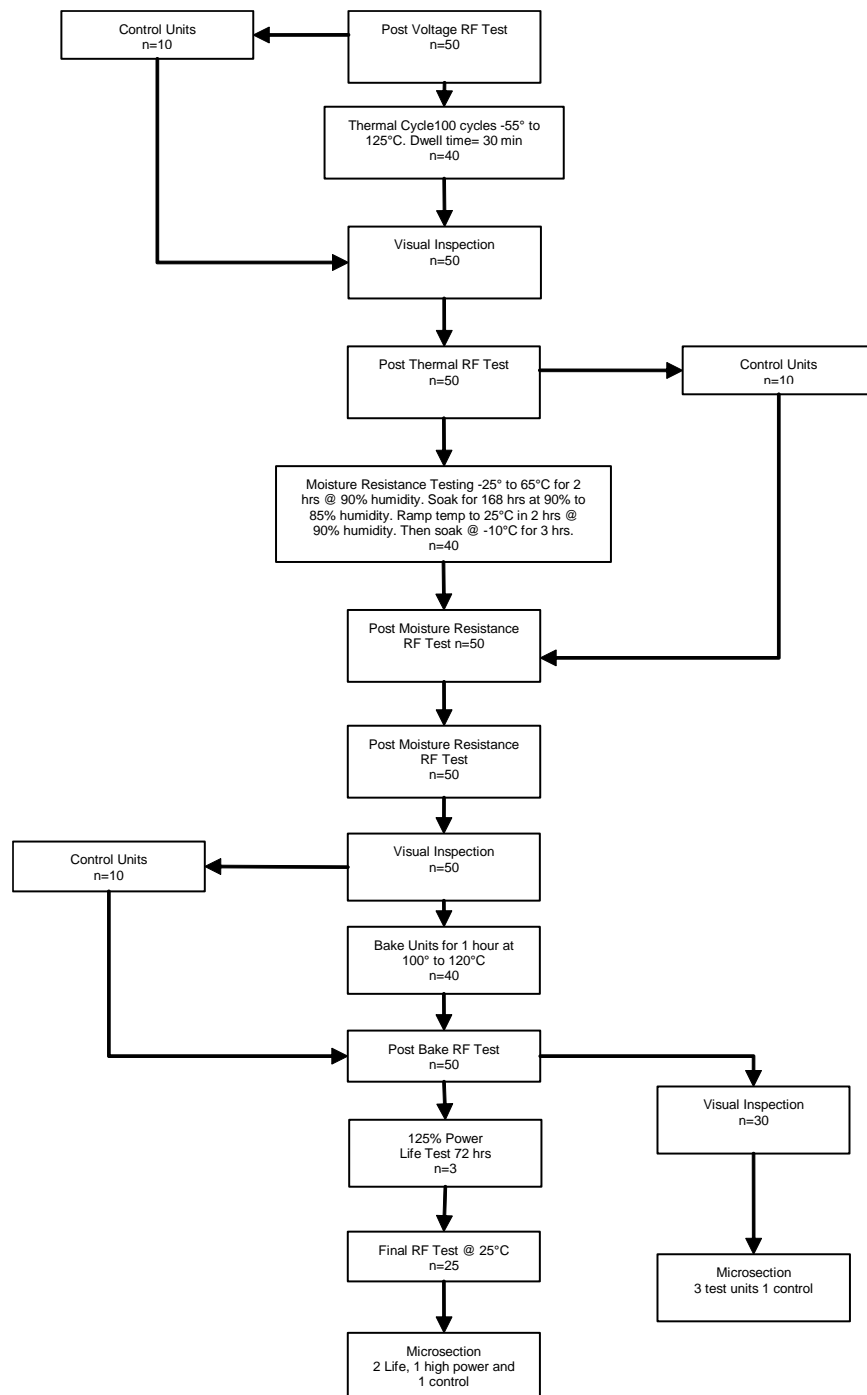 Control Units
n=10
Post Voltage RF Test
n=50
Thermal Cycle100 cycles -55° to
125°C. Dwell time= 30 min
n=40
Visual Inspection
n=50
Post Thermal RF Test
n=50
Control Units
n=10
Moisture Resistance Testing -25° to 65°C for 2
hrs @ 90% humidity. Soak for 168 hrs at 90% to
85% humidity. Ramp temp to 25°C in 2 hrs @
90% humidity. Then soak @ -10°C for 3 hrs.
n=40
Post Moisture Resistance
RF Test n=50
Post Moisture Resistance
RF Test
n=50
Control Units
n=10
Visual Inspection
n=50
Bake Units for 1 hour at
100° to 120°C
n=40
Post Bake RF Test
n=50
Visual Inspection
n=30
125% Power
Life Test 72 hrs
n=3
Final RF Test @ 25°C
n=25
Microsection
3 test units 1 control
Microsection
2 Life, 1 high power and
1 control